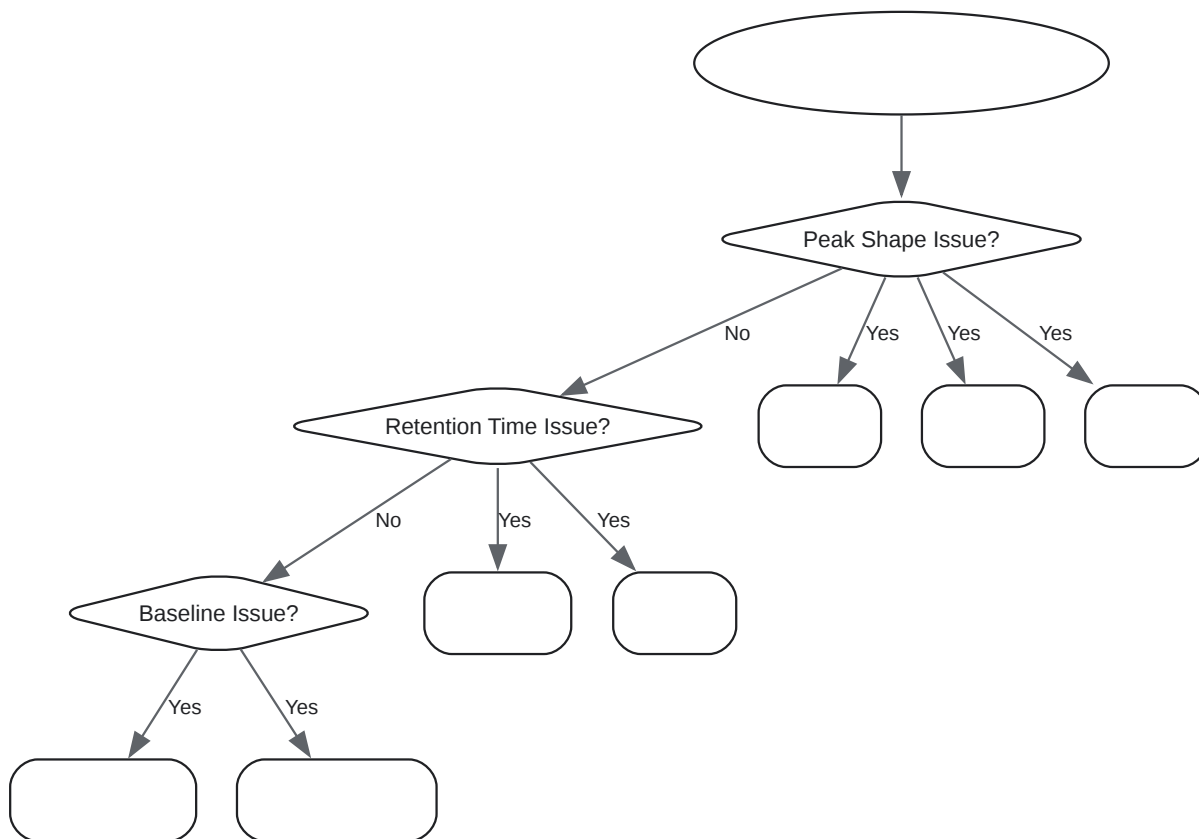 Peak Shape Issue?
No
Yes
Yes
Yes
Retention Time Issue?
No
Yes
Yes
Baseline Issue?
Yes
Yes